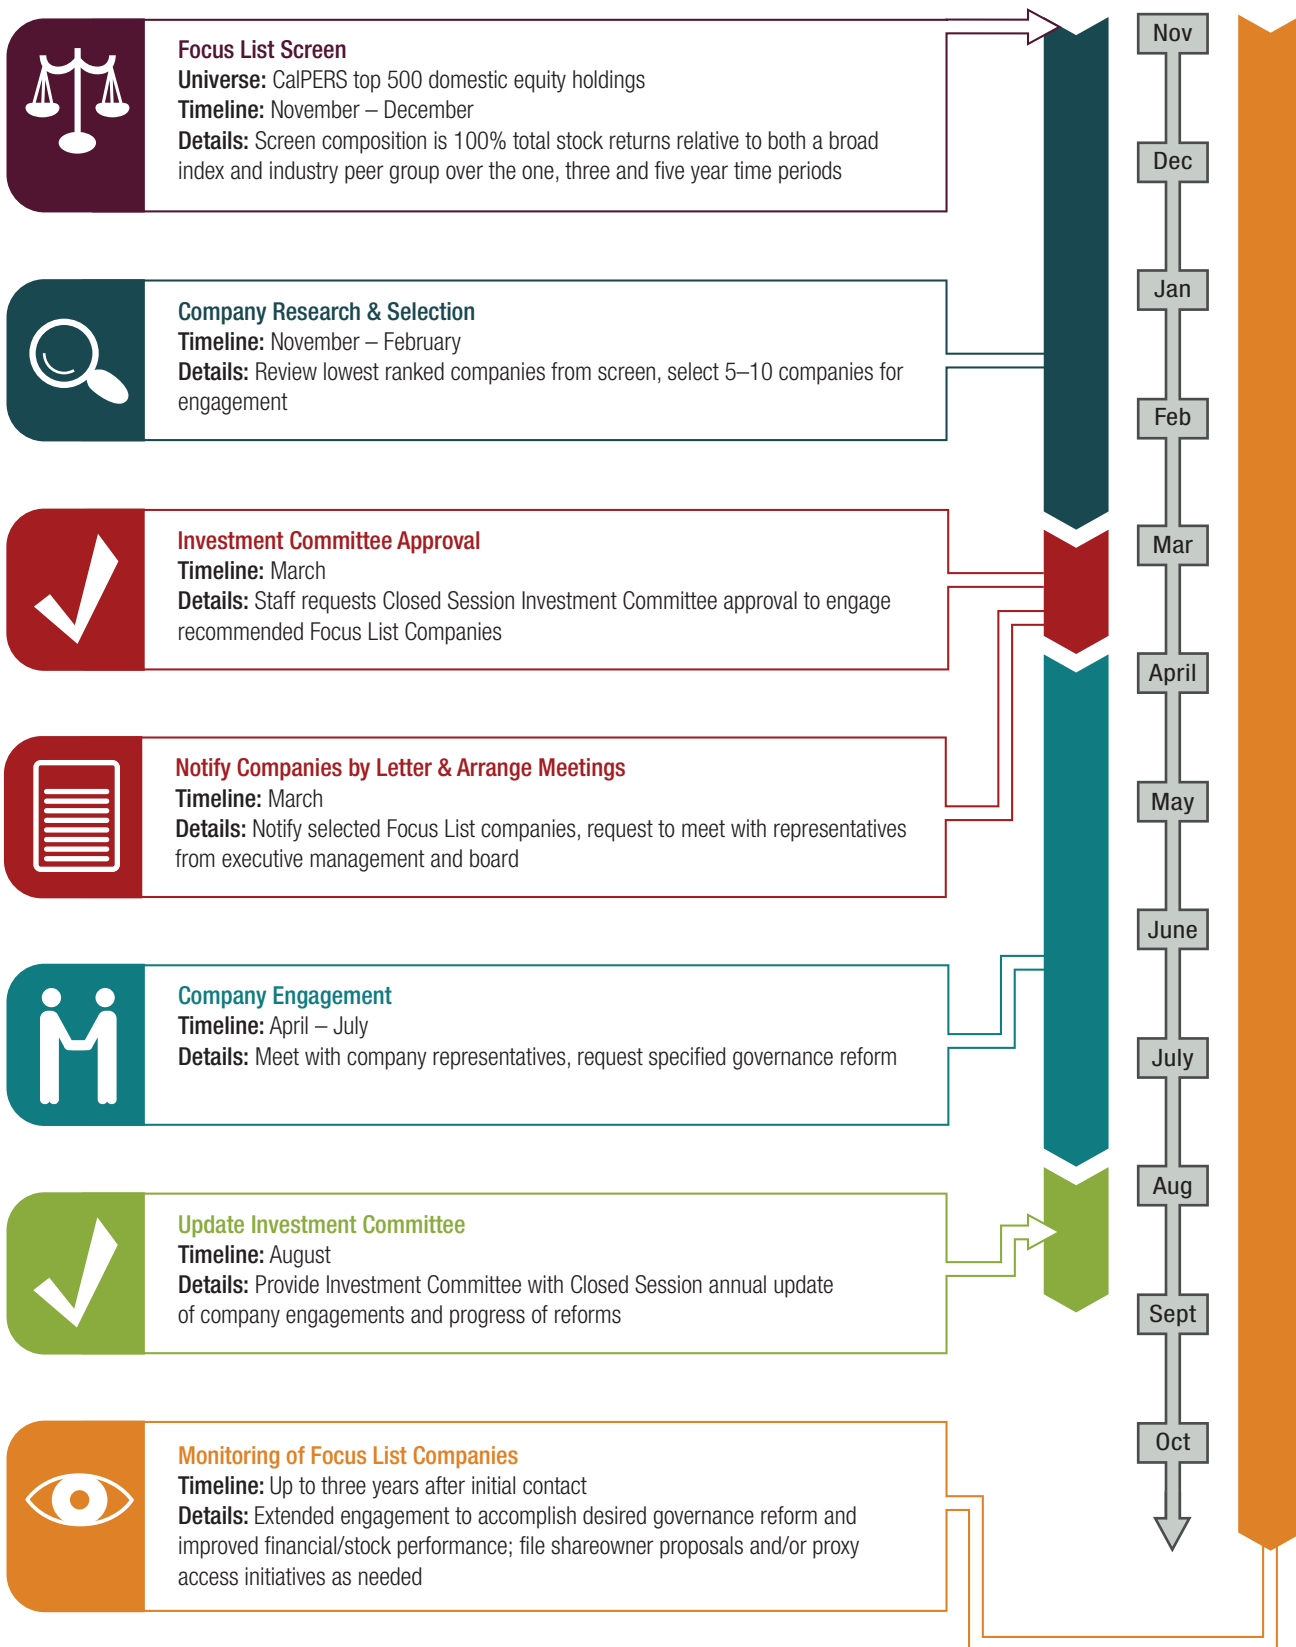 Focus List Screen
Universe: CalPERS top 500 domestic equity holdings
Timeline: November – December
Details: Screen composition is 100% total stock returns relative to both a broad
index and industry peer group over the one, three and five year time periods
Company Research & Selection
Timeline: November – February
Details: Review lowest ranked companies from screen, select 5–10 companies for
engagement
Investment Committee Approval
Timeline: March
Details: Staff requests Closed Session Investment Committee approval to engage
recommended Focus List Companies
Notify Companies by Letter & Arrange Meetings
Timeline: March
Details: Notify selected Focus List companies, request to meet with representatives
from executive management and board
Company Engagement
Timeline: April – July
Details: Meet with company representatives, request specified governance reform
Update Investment Committee
Timeline: August
Details: Provide Investment Committee with Closed Session annual update
of company engagements and progress of reforms
Monitoring of Focus List Companies
Timeline: Up to three years after initial contact
Details: Extended engagement to accomplish desired governance reform and
improved financial/stock performance; file shareowner proposals and/or proxy
access initiatives as needed
Nov
Dec
Jan
Feb
Mar
April
May
June
July
Aug
Sept
Oct